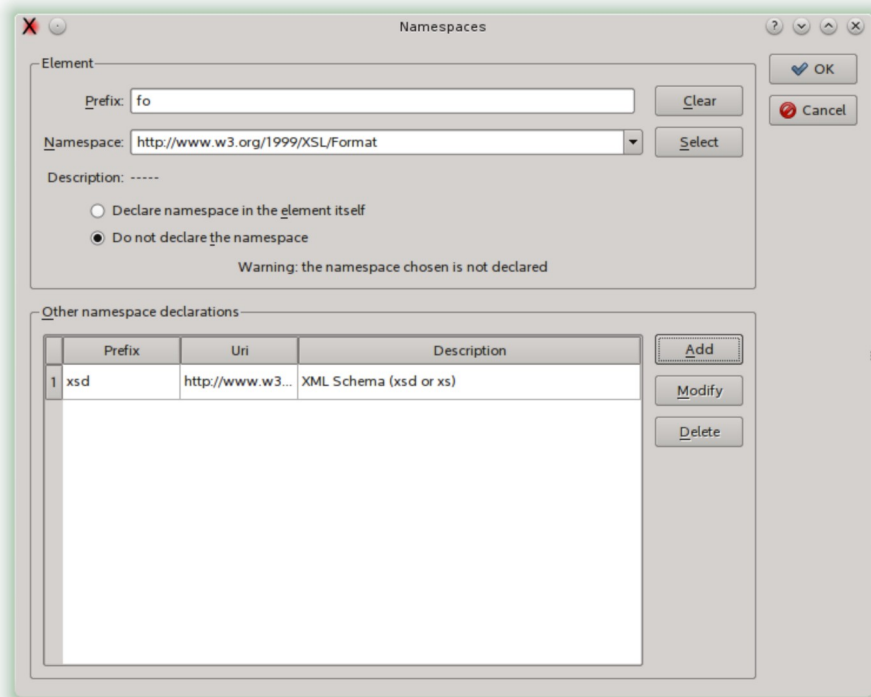 Namespaces
Element
OK
Prefix: fo
Clear
Cancel
Namespace: http://www.w3.org/1999/XSL/Format
Select
Description: -----
Declare namespace in the element itself
Do not declare the namespace
Warning: the namespace chosen is not declared
Other namespace declarations
Prefix Uri Description
Add
1 xsd http://www.w3... XML Schema (xsd or xs)
Modify
Delete